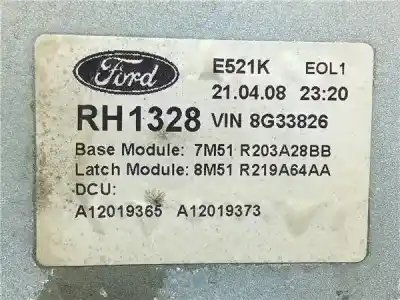 Ford E521K EOL1
21.04.08 23:20
RH1328 VIN 8G33826
Base Module: 7M51 R203A28BB
Latch Module: 8M51 R219A64AA
DCU:
A12019365 A12019373